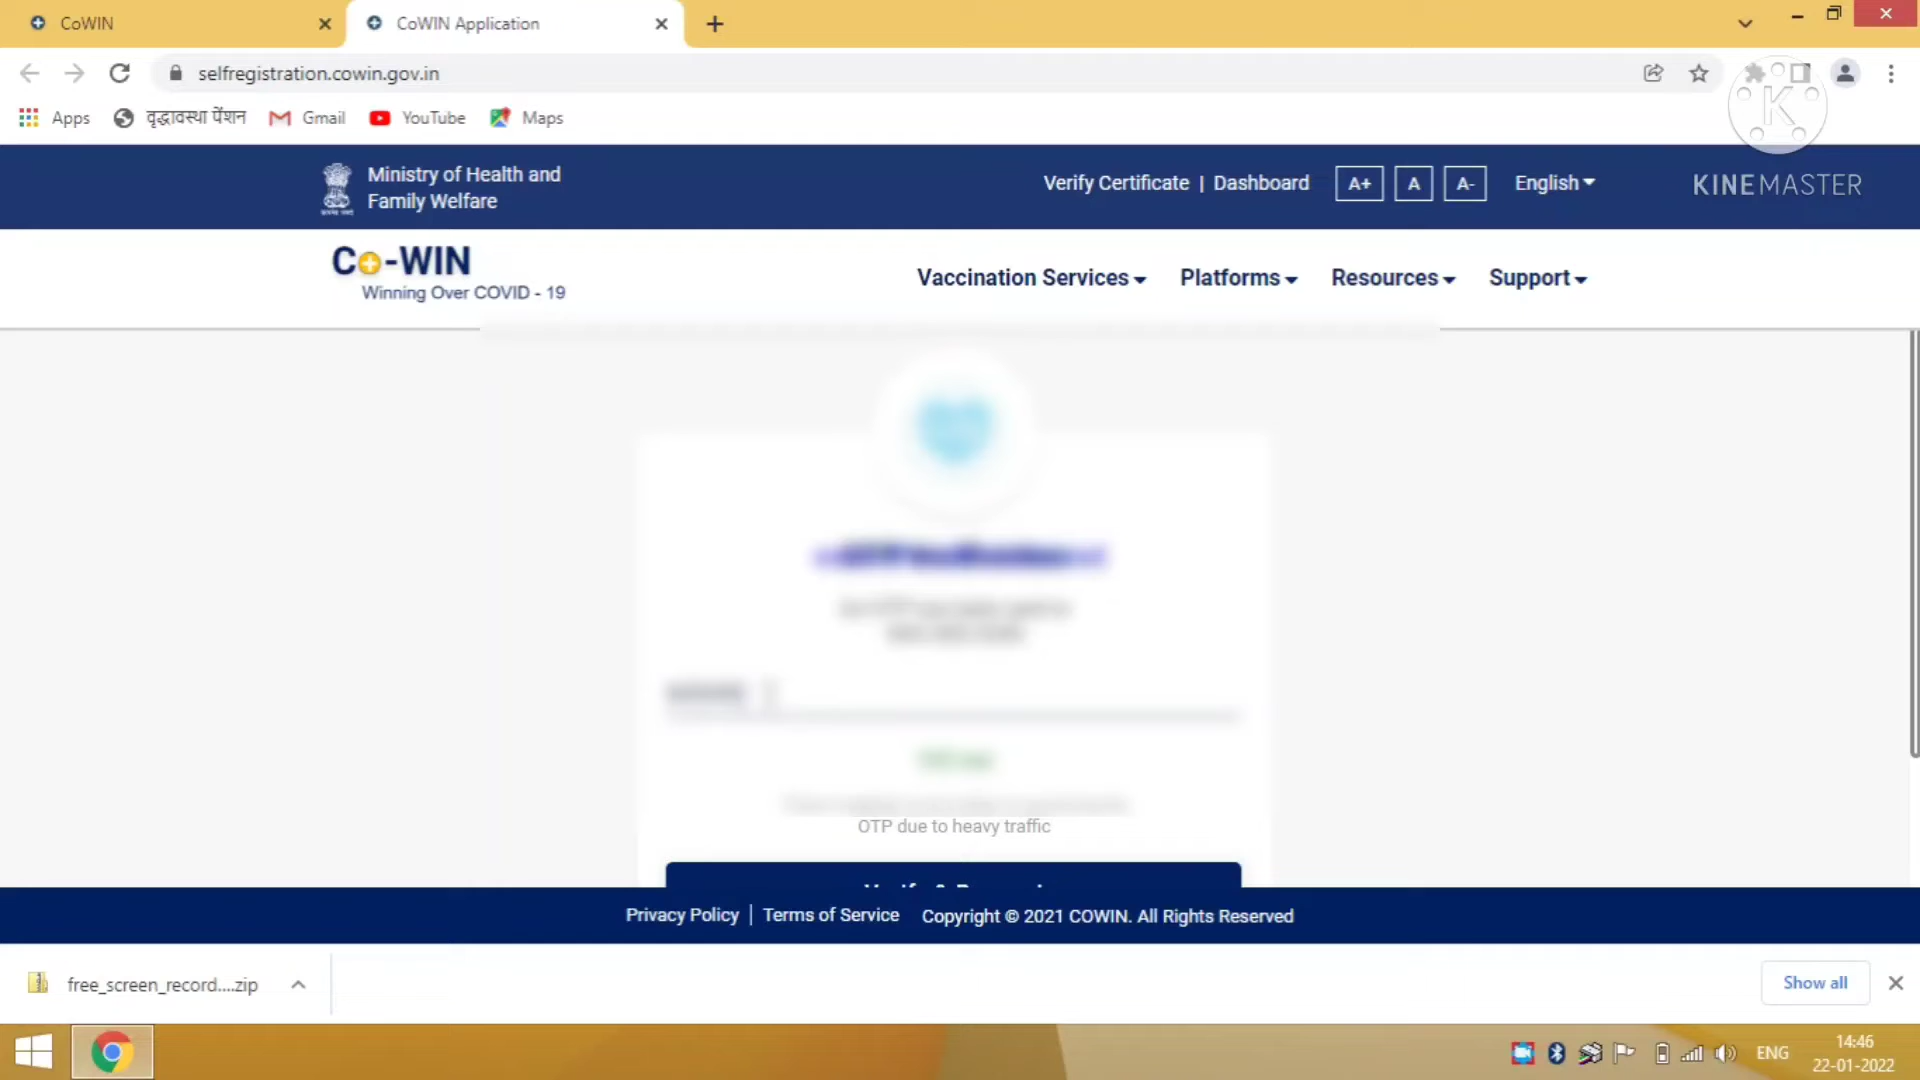 CoWIN
CoWIN Application
selfregistration.cowin.gov.in
Apps
वृद्धावस्था पेंशन
Gmail
YouTube
Maps
K
Ministry of Health and
Family Welfare
Verify Certificate | Dashboard
A+
A
A-
English
KINEMASTER
Co-WIN
Winning Over COVID - 19
Vaccination Services
Platforms
Resources
Support
OTP due to heavy traffic
Privacy Policy | Terms of Service
Copyright © 2021 COWIN. All Rights Reserved
free_screen_record....zip
Show all
ENG
14:46
22-01-2022